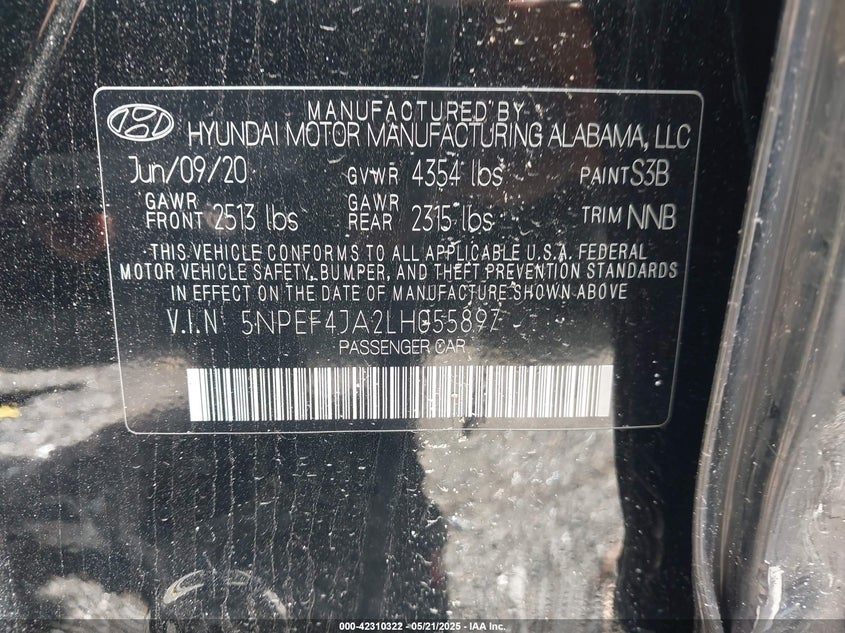 MANUFACTURED BY
HYUNDAI MOTOR MANUFACTURING ALABAMA, LLC
Jun/09/20 GVWR 4354 lbs PAINT S3B
GAWR FRONT 2513 lbs GAWR REAR 2315 lbs TRIM NNB
THIS VEHICLE CONFORMS TO ALL APPLICABLE U.S.A. FEDERAL
MOTOR VEHICLE SAFETY, BUMPER, AND THEFT PREVENTION STANDARDS
IN EFFECT ON THE DATE OF MANUFACTURE SHOWN ABOVE
V.I.N 5NPEF4JA2LH055897
PASSENGER CAR
000-42310322 - 05/21/2025 - IAA Inc.